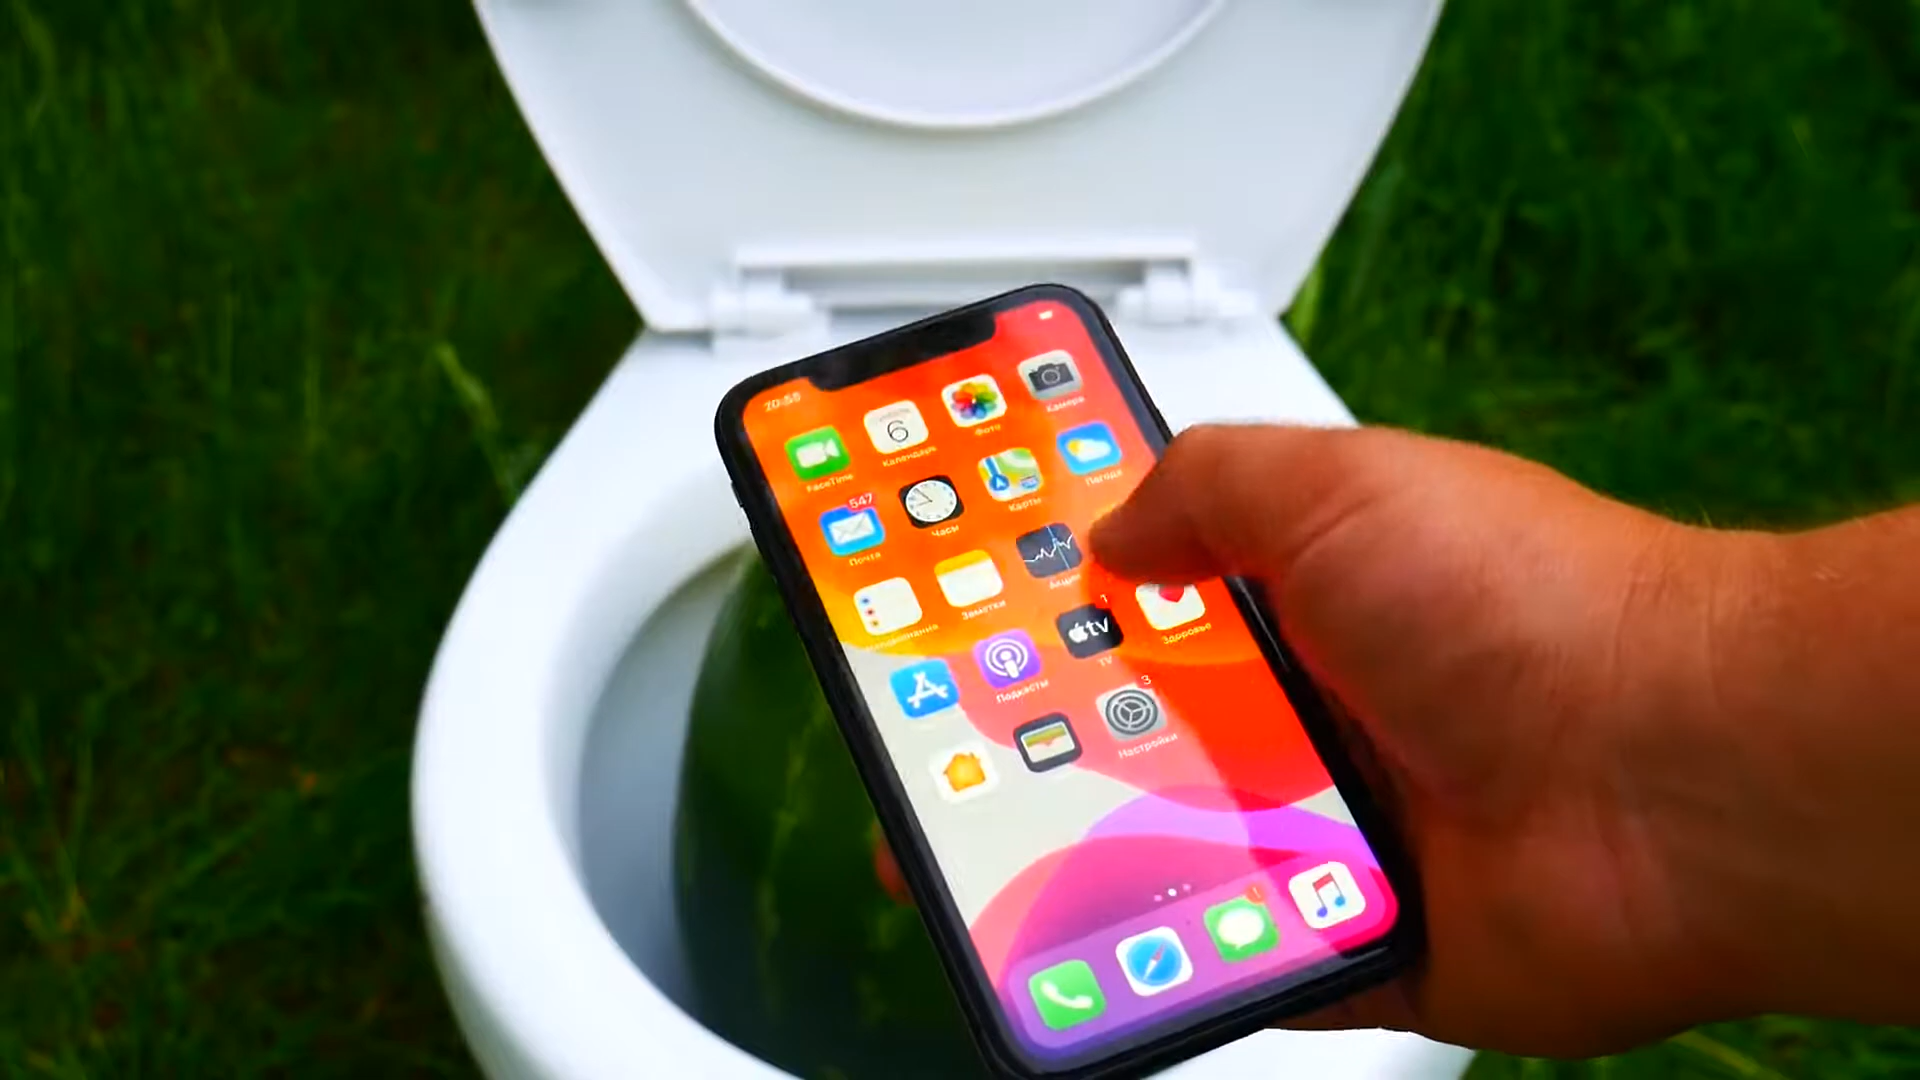 20:58
FaceTime
6
Календарь
Фото
Камера
547
Почта
Часы
Карты
Погода
Заметки
Акции
1
tv
TV
Здоровье
Подкасты
3
Настройки
1